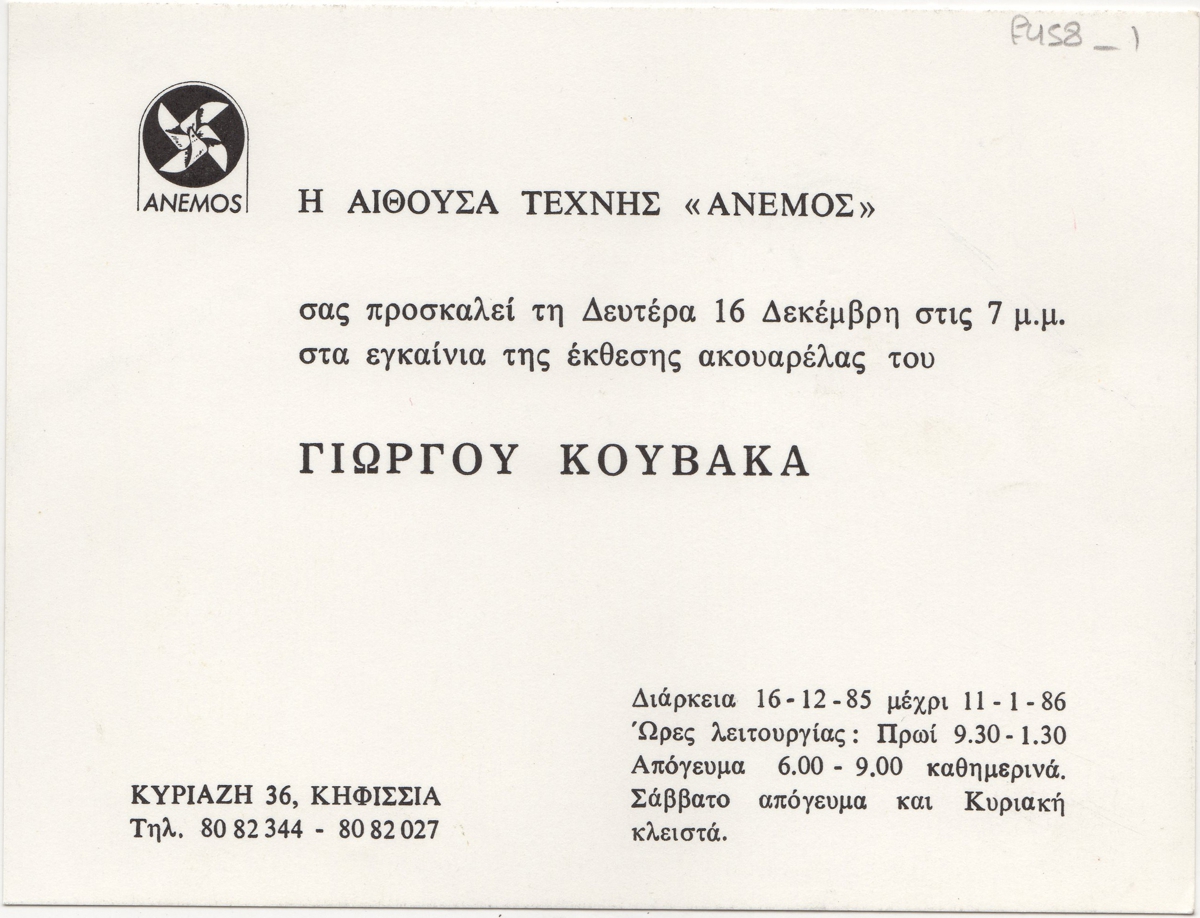 F458_1
ANEMOS
Η ΑΙΘΟΥΣΑ ΤΕΧΝΗΣ «ΑΝΕΜΟΣ»
σας προσκαλεί τη Δευτέρα 16 Δεκέμβρη στις 7 μ.μ.
στα εγκαίνια της έκθεσης ακουαρέλας του
ΓΙΩΡΓΟΥ ΚΟΥΒΑΚΑ
Διάρκεια 16-12-85 μέχρι 11-1-86
Ώρες λειτουργίας: Πρωί 9.30-1.30
Απόγευμα 6.00 - 9.00 καθημερινά.
Σάββατο απόγευμα και Κυριακή
κλειστά.
ΚΥΡΙΑΖΗ 36, ΚΗΦΙΣΣΙΑ
Τηλ. 80 82 344 - 80 82 027